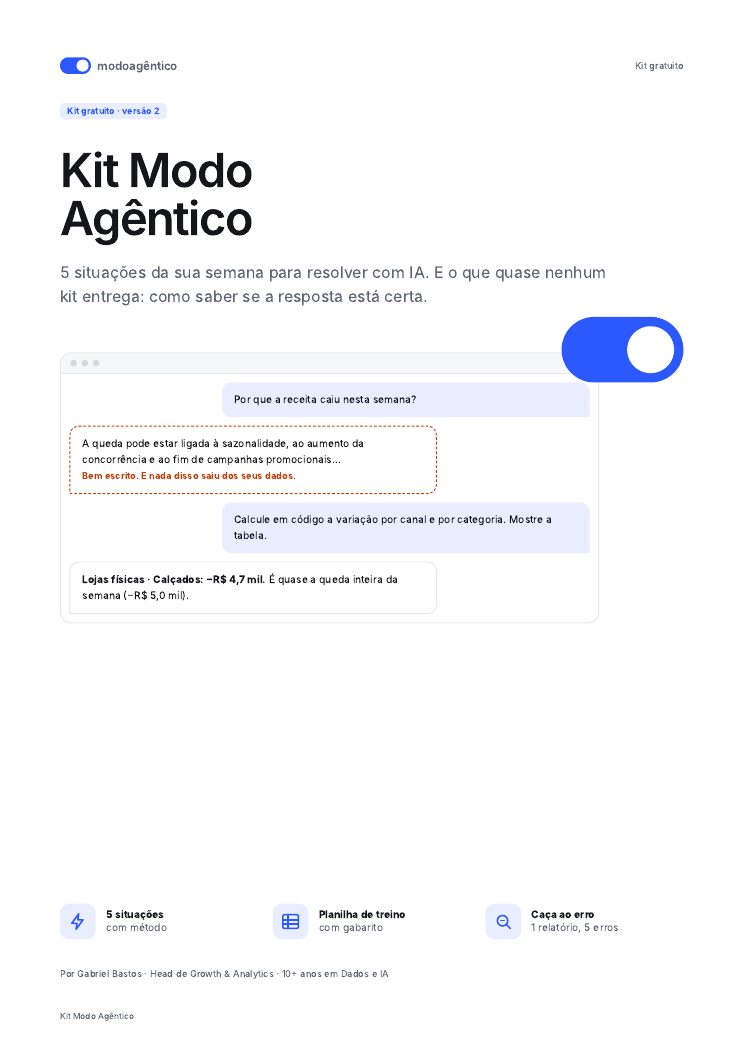 modoagêntico
Kit gratuito
Kit gratuito · versão 2
Kit Modo
Agêntico
5 situações da sua semana para resolver com IA. E o que quase nenhum
kit entrega: como saber se a resposta está certa.
Por que a receita caiu nesta semana?
A queda pode estar ligada à sazonalidade, ao aumento da
concorrência e ao fim de campanhas promocionais...
Bem escrito. E nada disso saiu dos seus dados.
Calcule em código a variação por canal e por categoria. Mostre a
tabela.
Lojas físicas · Calçados: −R$ 4,7 mil. É quase a queda inteira da
semana (−R$ 5,0 mil).
5 situações
com método
Planilha de treino
com gabarito
Caça ao erro
1 relatório, 5 erros
Por Gabriel Bastos · Head de Growth & Analytics · 10+ anos em Dados e IA
Kit Modo Agêntico